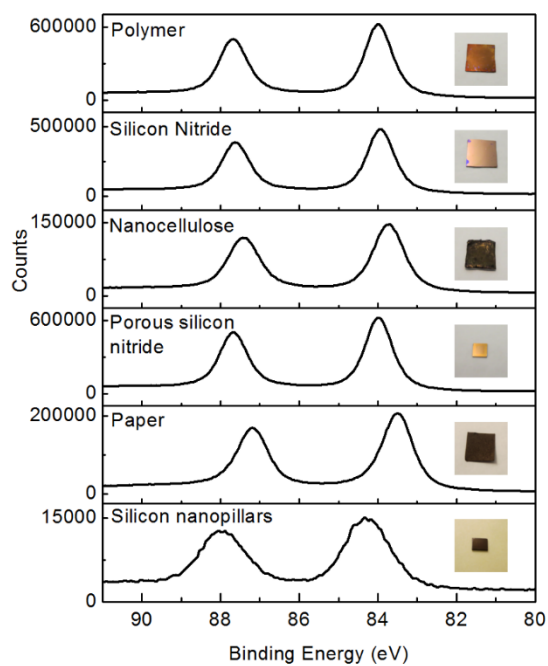 600000
Polymer
0
500000
Silicon Nitride
0
150000
Nanocellulose
Counts
0
600000
Porous silicon
nitride
0
200000
Paper
0
15000
Silicon nanopillars
0
90 88 86 84 82 80
Binding Energy (eV)